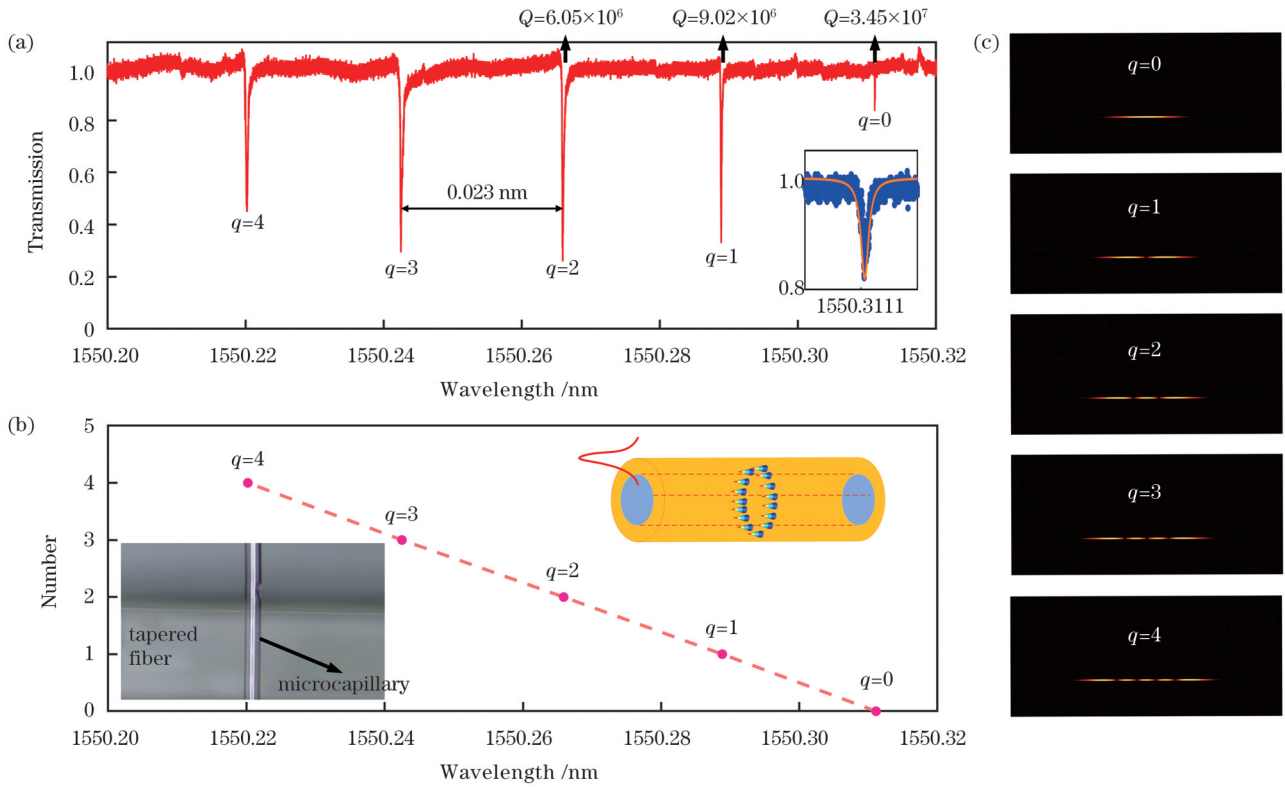 (a)
Q=6.05×10⁶
Q=9.02×10⁶
Q=3.45×10⁷
1.0
0.8
0.6
0.4
0.2
0
Transmission
q=4
q=3
q=2
q=1
q=0
0.023 nm
1.0
0.8
1550.3111
1550.20
1550.22
1550.24
1550.26
1550.28
1550.30
1550.32
Wavelength /nm
(b)
5
4
3
2
1
0
Number
q=4
q=3
q=2
q=1
q=0
tapered
fiber
microcapillary
1550.20
1550.22
1550.24
1550.26
1550.28
1550.30
1550.32
Wavelength /nm
(c)
q=0
q=1
q=2
q=3
q=4